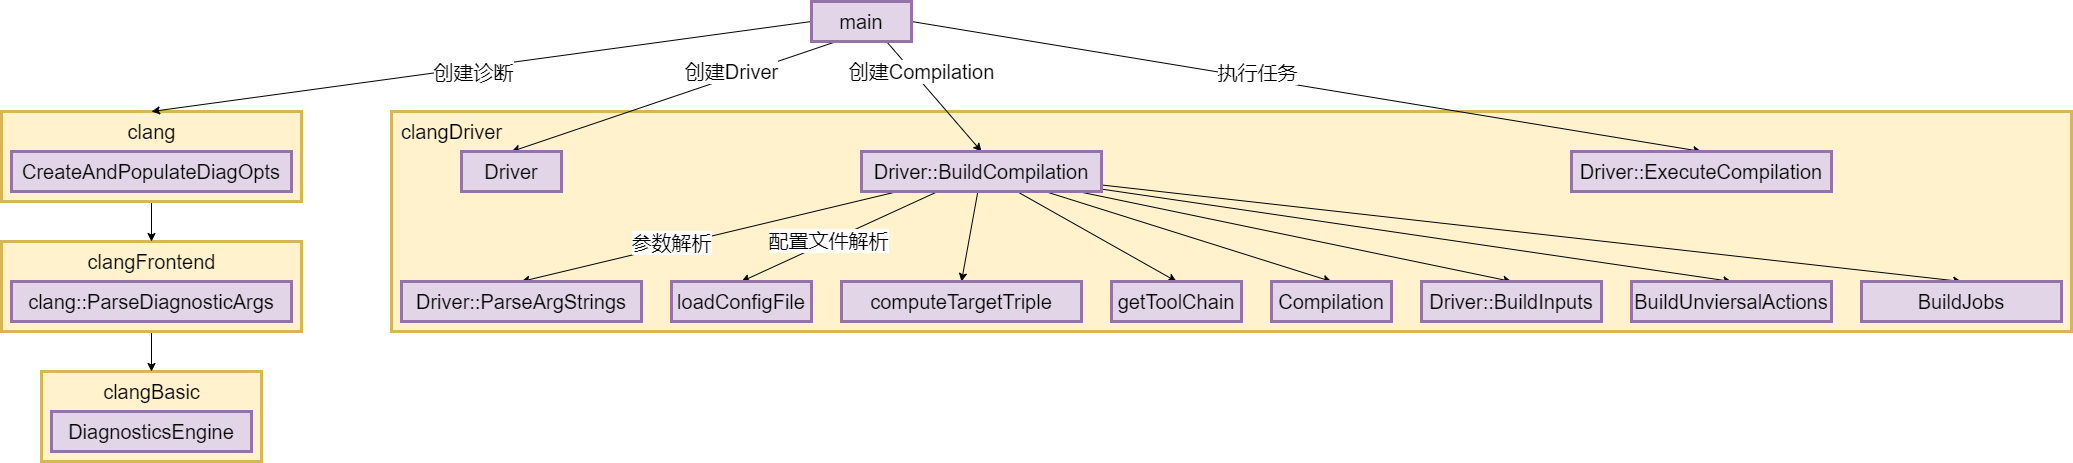 main
创建诊断
创建Driver
创建Compilation
执行任务
clang
CreateAndPopulateDiagOpts
clangFrontend
clang::ParseDiagnosticArgs
clangBasic
DiagnosticsEngine
clangDriver
Driver
Driver::BuildCompilation
Driver::ExecuteCompilation
参数解析
配置文件解析
Driver::ParseArgStrings
loadConfigFile
computeTargetTriple
getToolChain
Compilation
Driver::BuildInputs
BuildUnviersalActions
BuildJobs